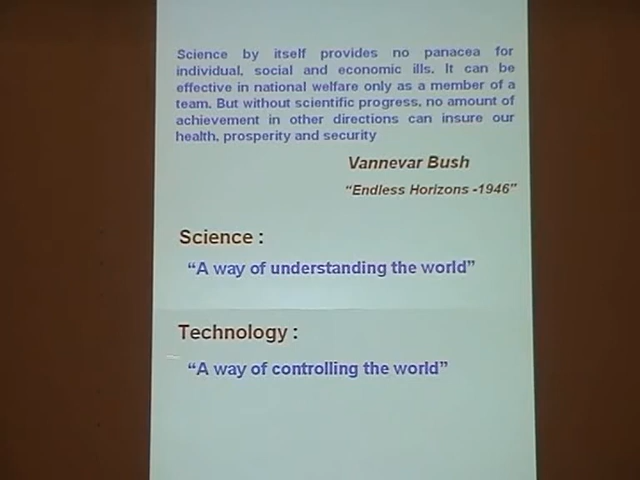 Science by itself provides no panacea for
individual, social and economic ills. It can be
effective in national welfare only as a member of a
team. But without scientific progress, no amount of
achievement in other directions can insure our
health, prosperity and security
Vannevar Bush
"Endless Horizons -1946"
Science :
"A way of understanding the world"
Technology :
"A way of controlling the world"